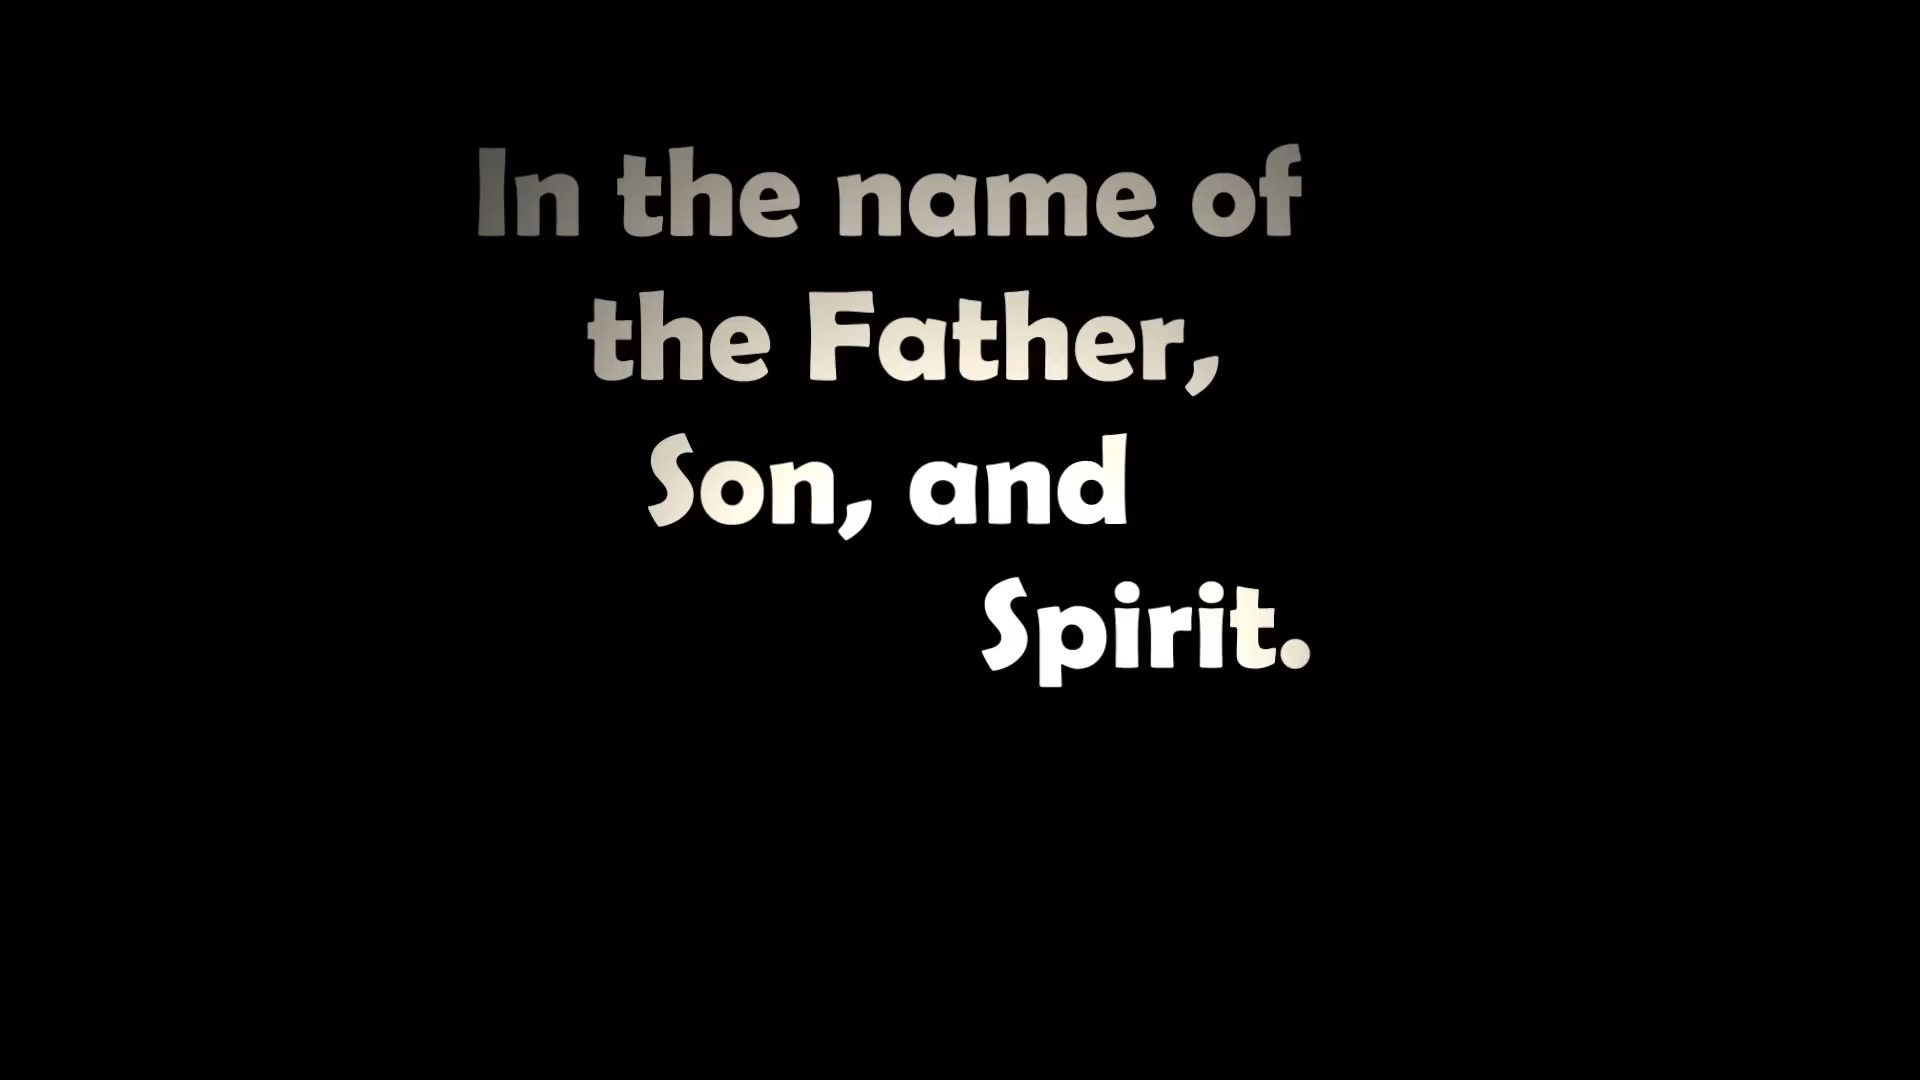 In the name of
the Father,
Son, and
Spirit.